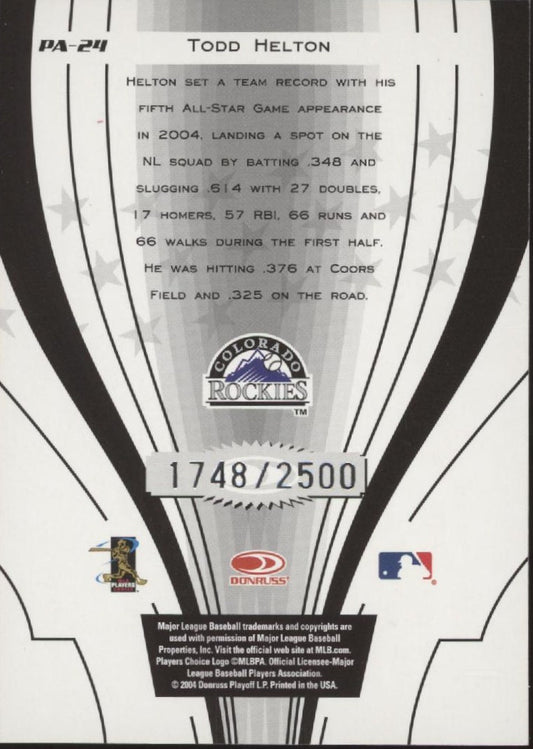 PA-24
Todd Helton
Helton set a team record with his
fifth All-Star Game appearance
in 2004, landing a spot on the
NL squad by batting .348 and
slugging .614 with 27 doubles,
17 homers, 57 RBI, 66 runs and
66 walks during the first half.
He was hitting .376 at Coors
Field and .325 on the road.
COLORADO
ROCKIES
TM
1748/2500
PLAYERS
DONRUSS
Major League Baseball trademarks and copyrights are
used with permission of Major League Baseball
Properties, Inc. Visit the official web site at MLB.com.
Players Choice Logo ©MLBPA. Official Licensee-Major
League Baseball Players Association.
© 2004 Donruss Playoff L.P. Printed in the USA.